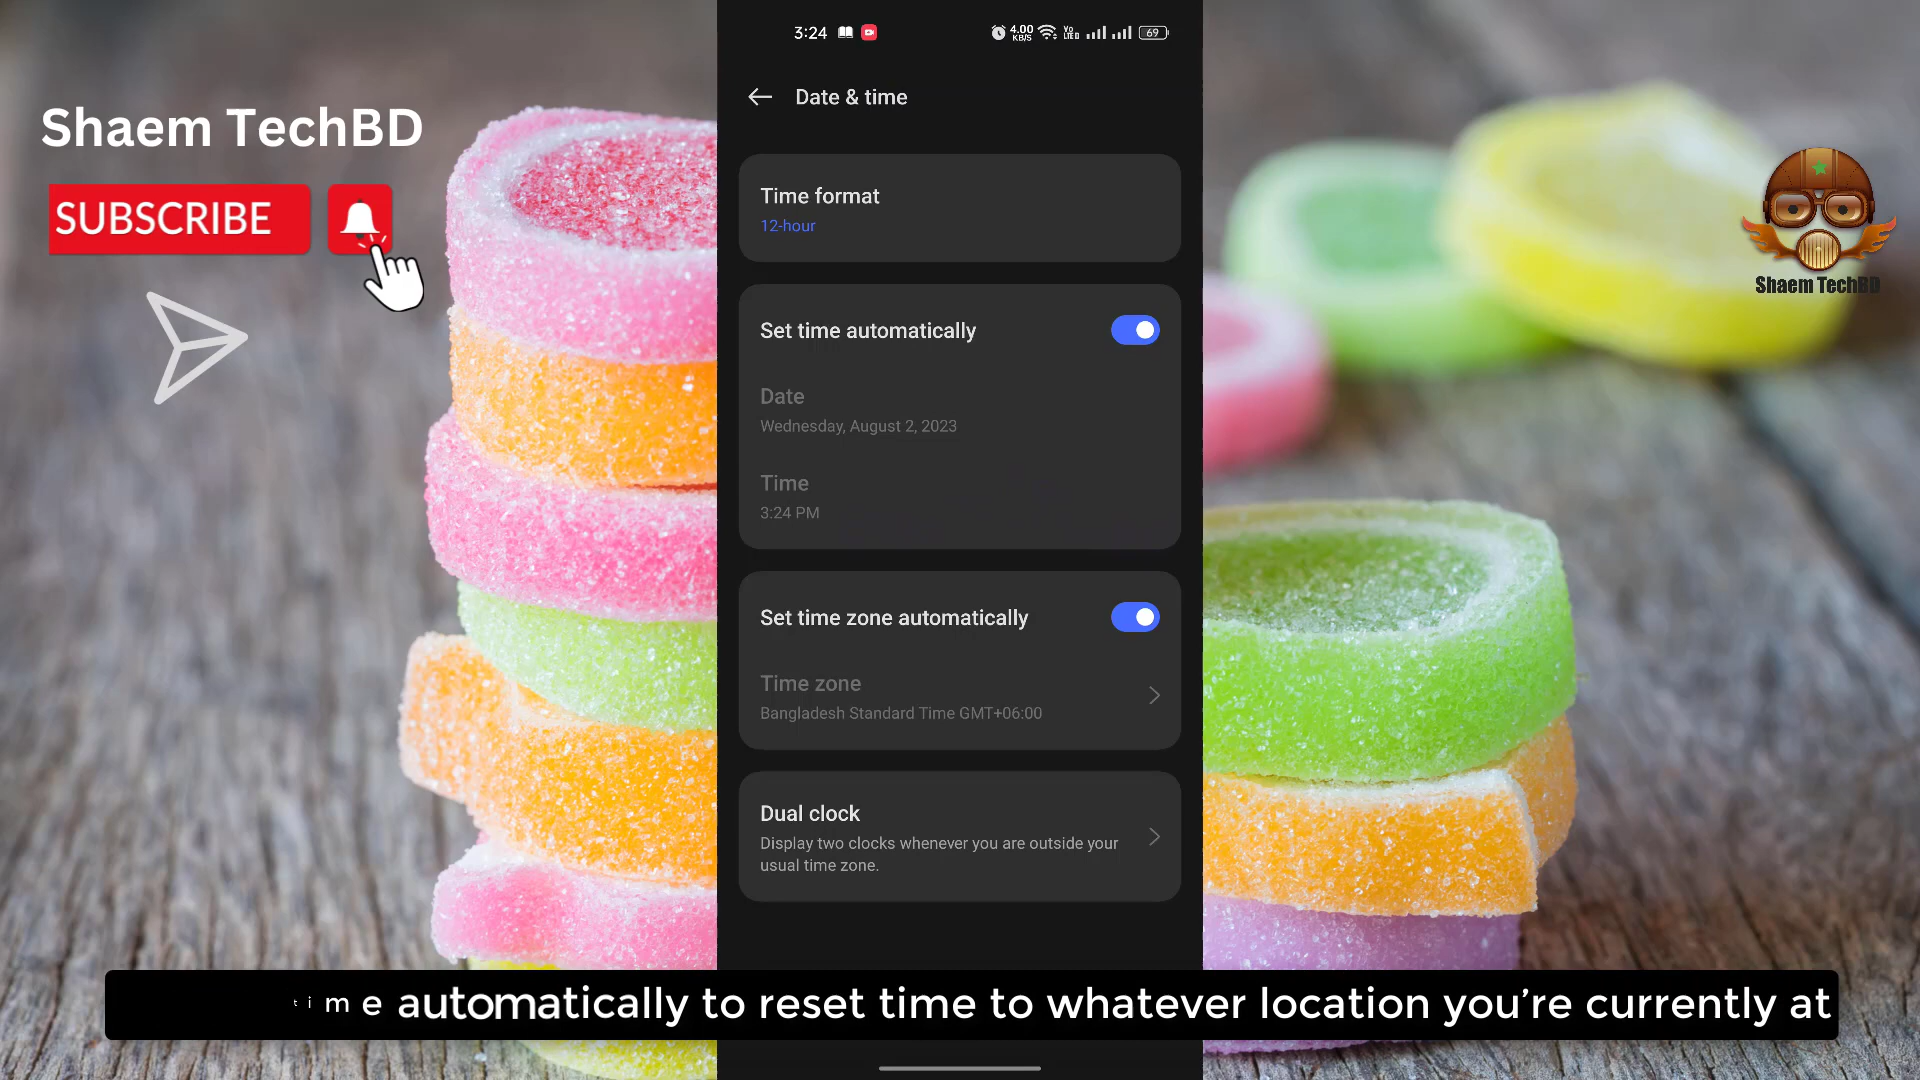 Shaem TechBD
SUBSCRIBE
3:24
4.00
KB/S
Vo
LTE
69
Date & time
Time format
12-hour
Set time automatically
Date
Wednesday, August 2, 2023
Time
3:24 PM
Set time zone automatically
Time zone
Bangladesh Standard Time GMT+06:00
Dual clock
Display two clocks whenever you are outside your
usual time zone.
Shaem TechBD
time automatically to reset time to whatever location you’re currently at